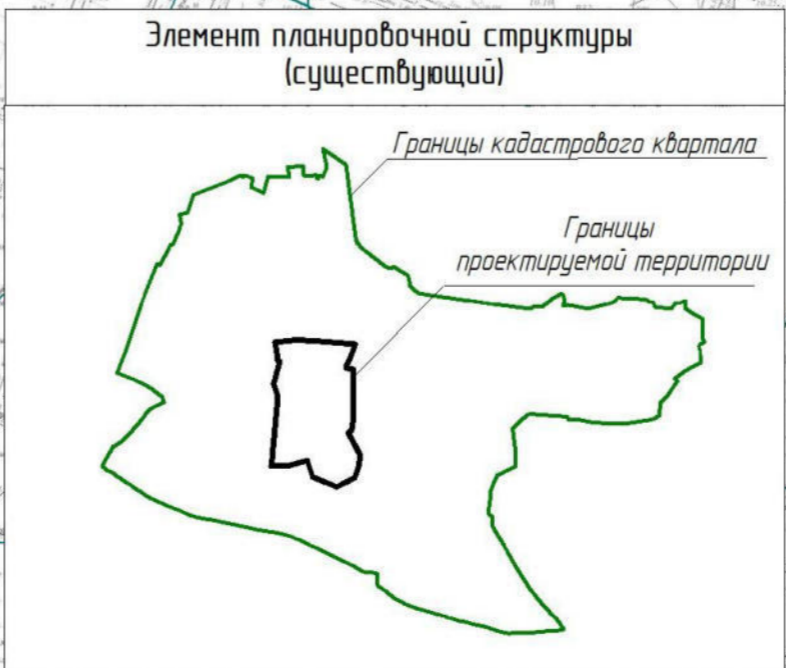 Элемент планировочной структуры
(существующий)
Границы кадастрового квартала
Границы
проектируемой территории